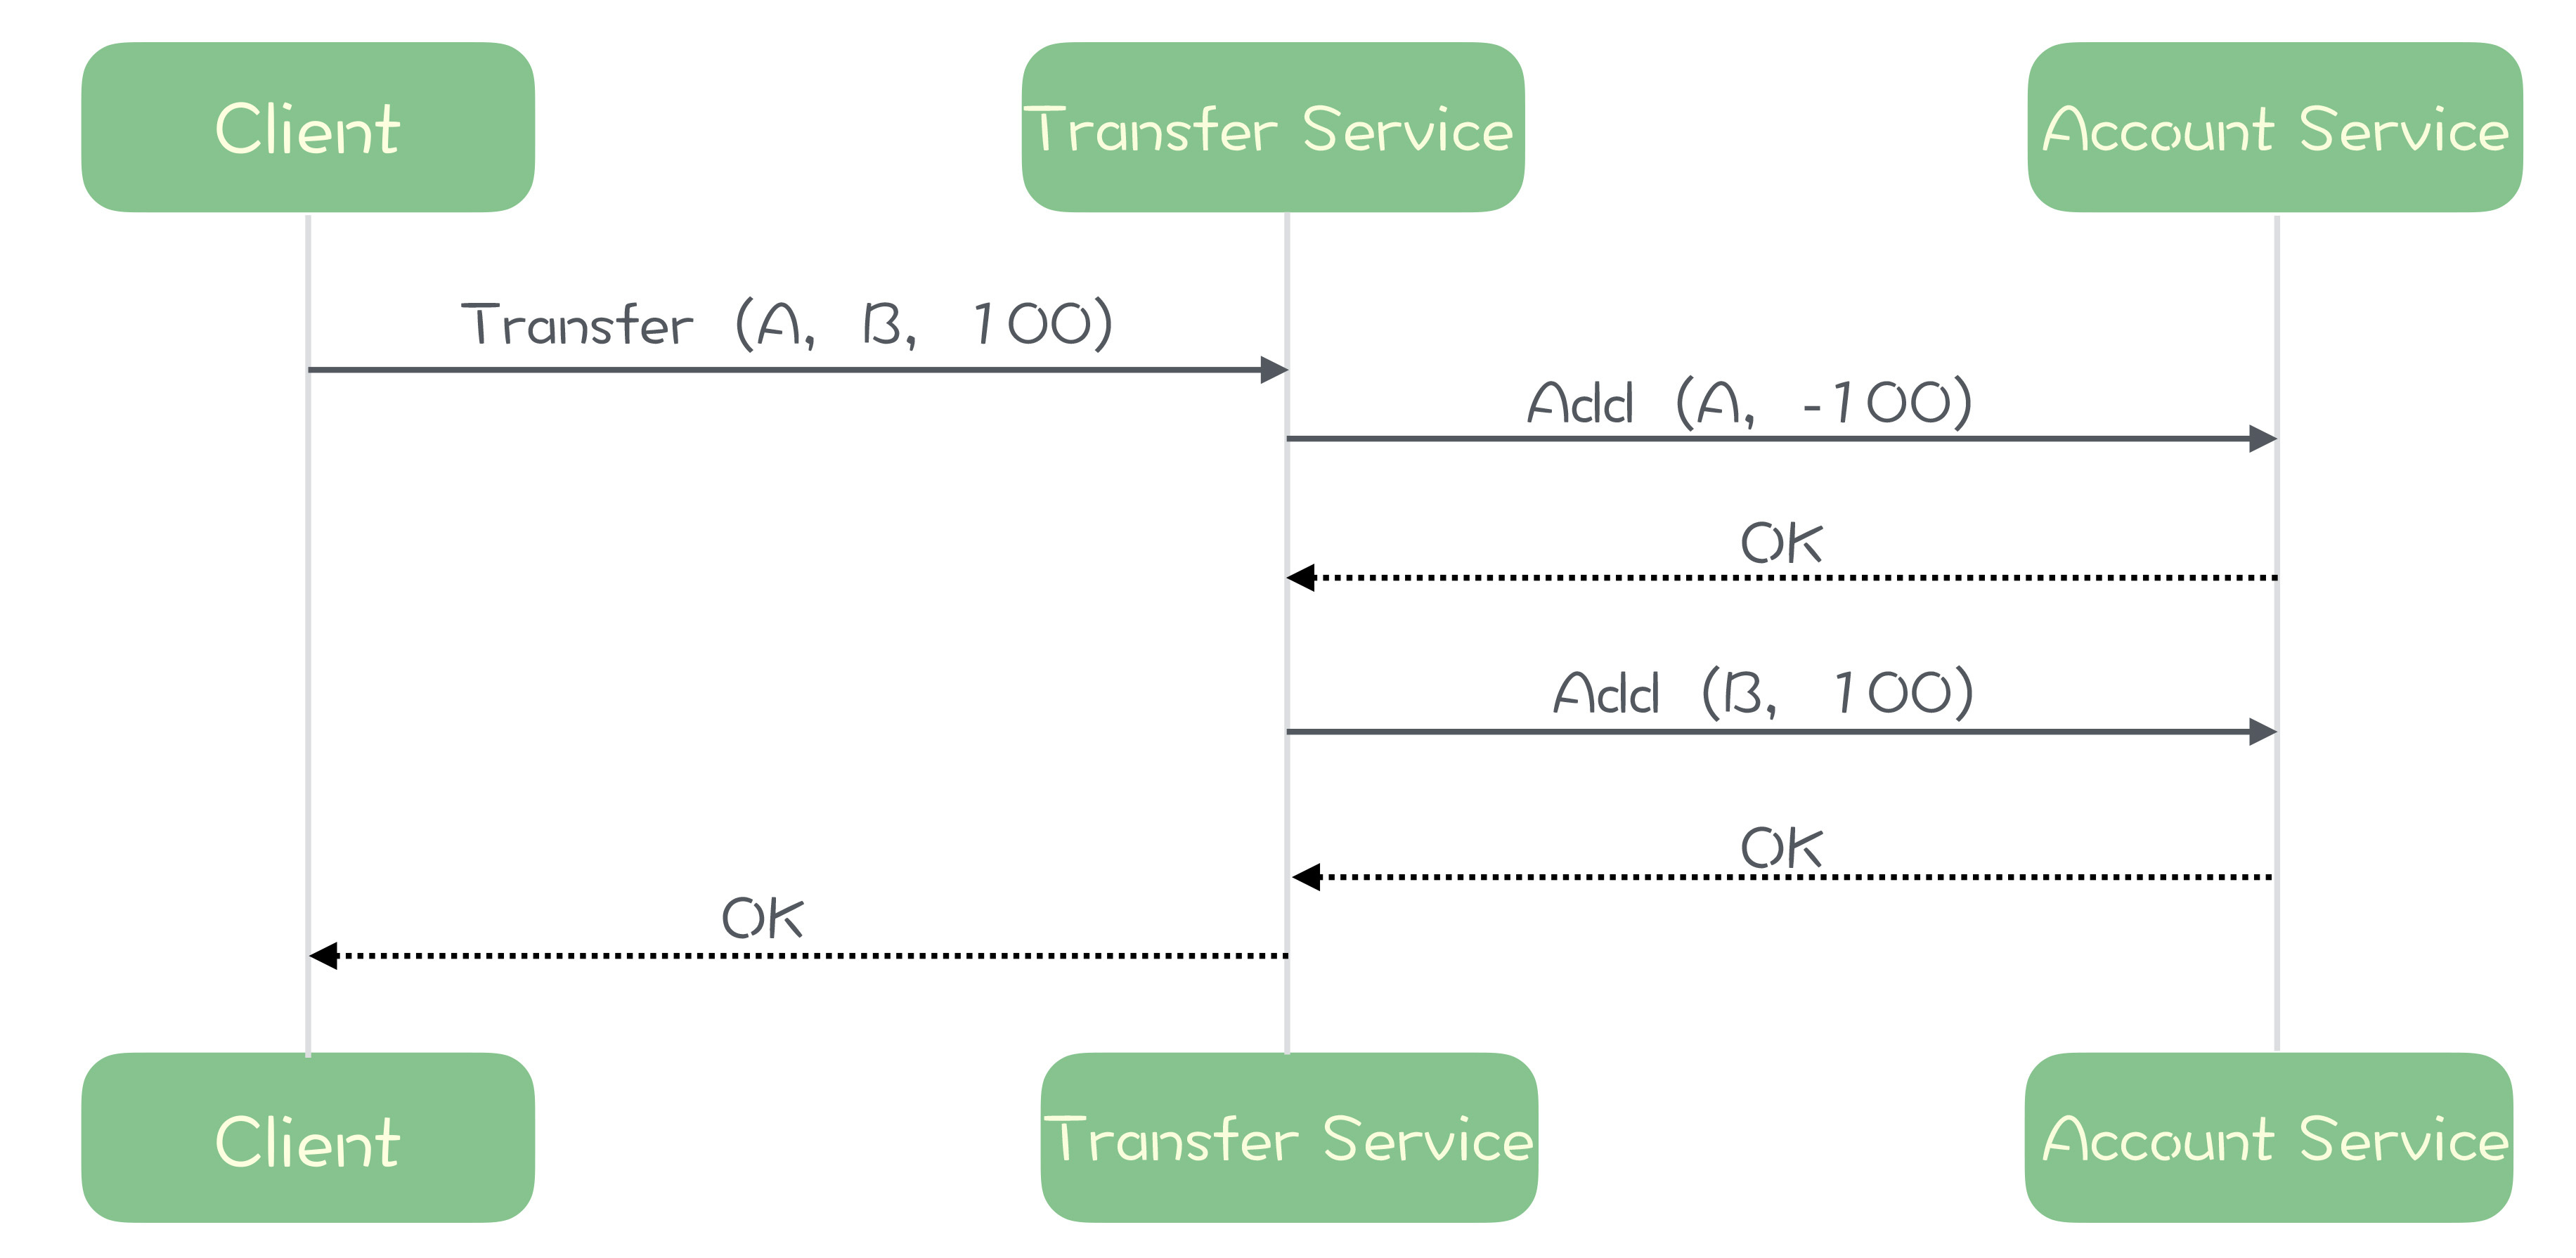 Client
Transfer Service
Account Service
Transfer (A, B, 100)
Add (A, -100)
OK
Add (B, 100)
OK
OK
Client
Transfer Service
Account Service